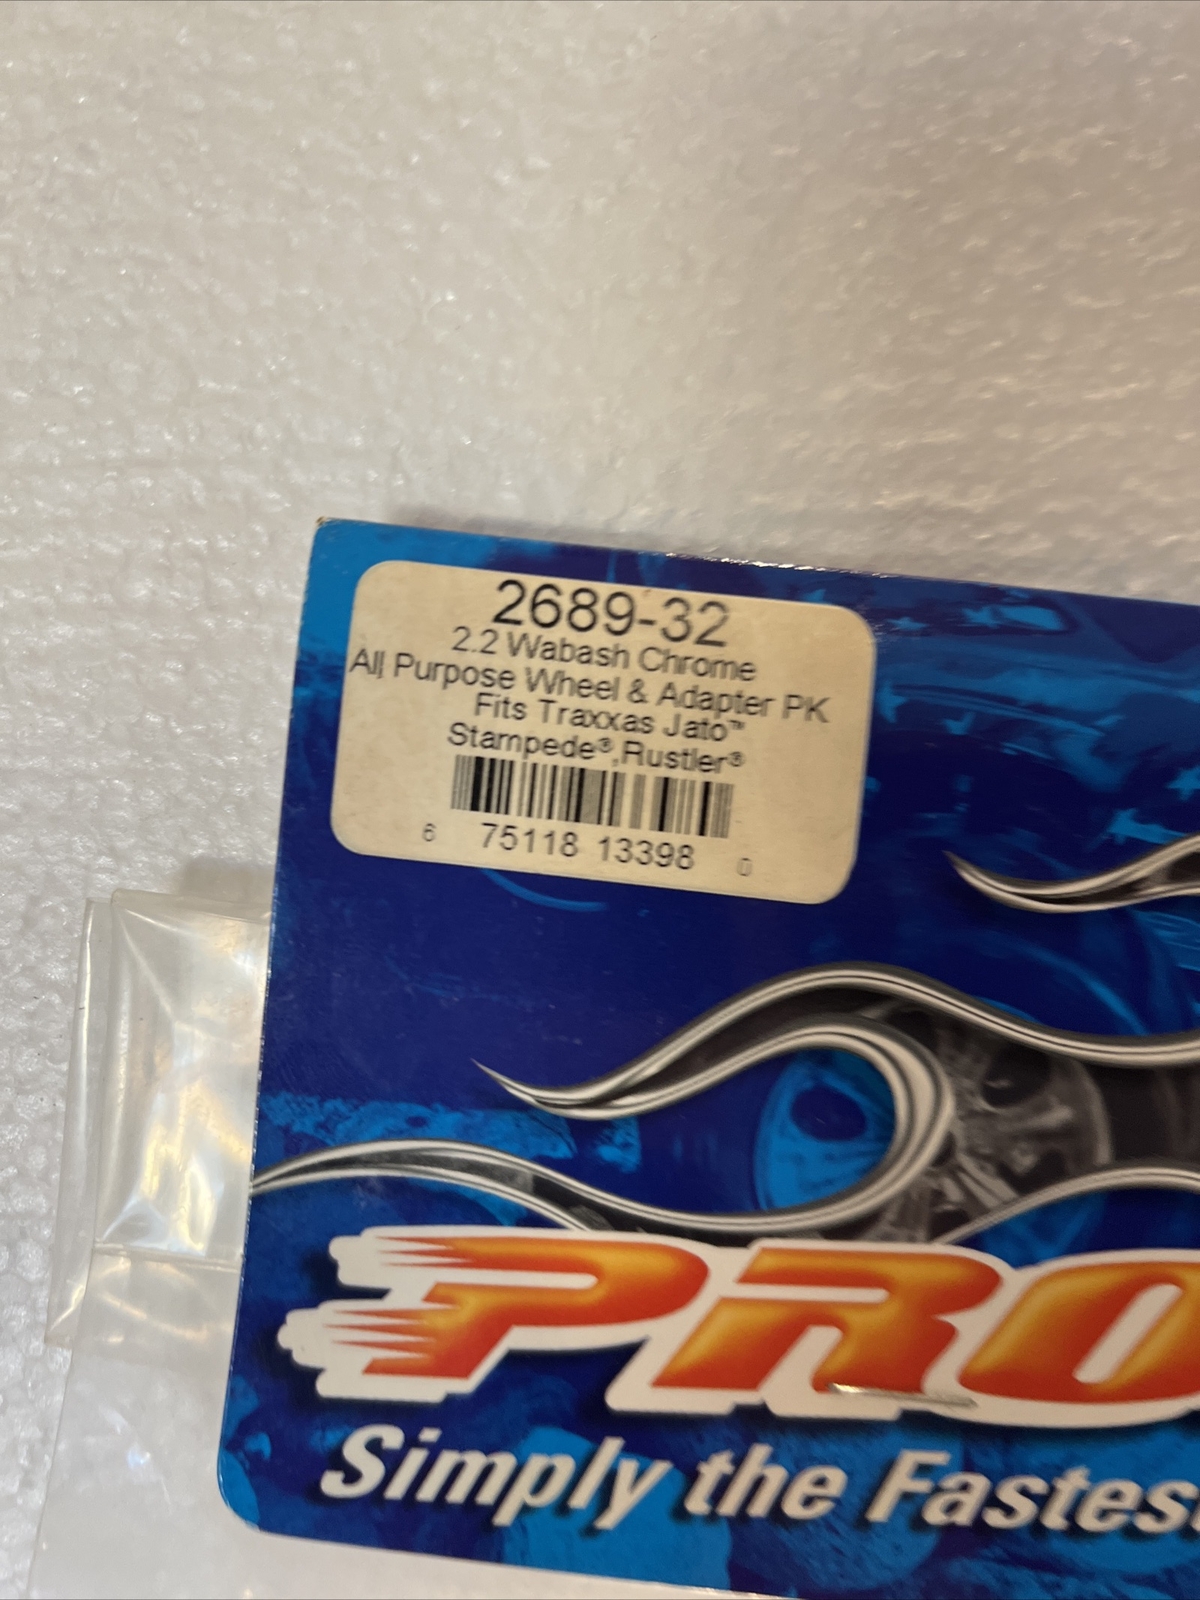 2689-32
2.2 Wabash Chrome
All Purpose Wheel & Adapter PK
Fits Traxxas Jato™
Stampede®,Rustler®
6 75118 13398 0
PRO
Simply the Fastest